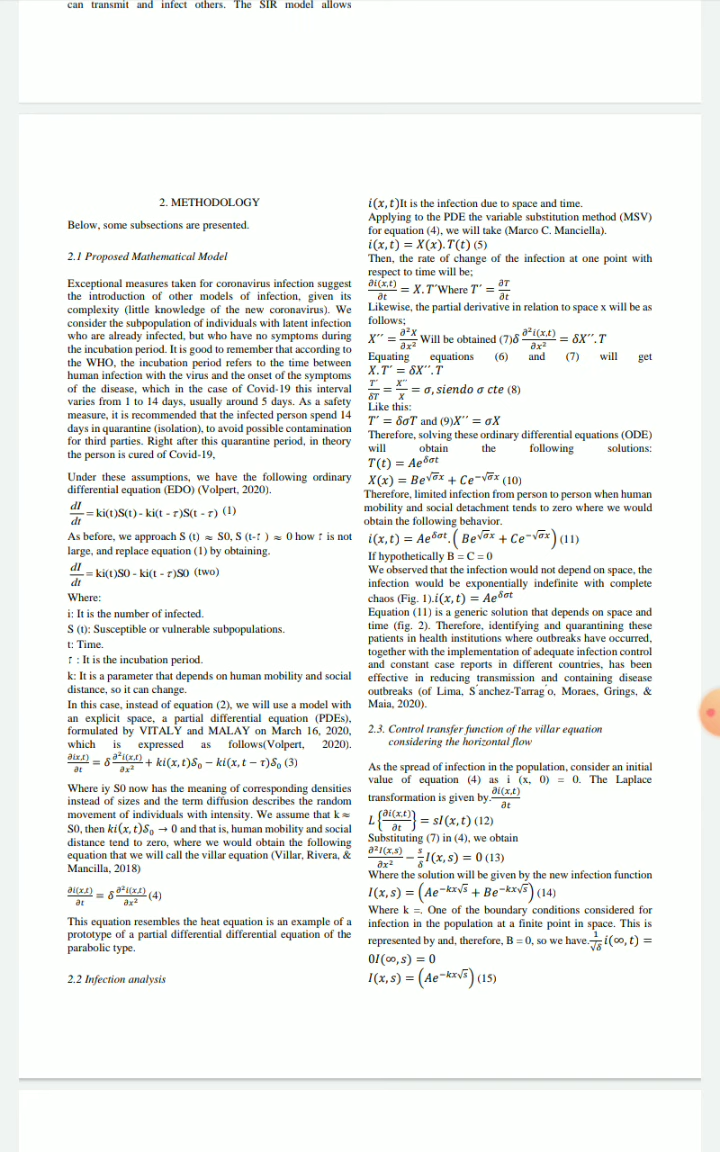 can transmit and infect others. The SIR model allows
2. METHODOLOGY
Below, some subsections are presented.
2.1 Proposed Mathematical Model
Exceptional measures taken for coronavirus infection suggest
the introduction of other models of infection, given its
complexity (little knowledge of the new coronavirus). We
consider the subpopulation of individuals with latent infection
who are already infected, but who have no symptoms during
the incubation period. It is good to remember that according to
the WHO, the incubation period refers to the time between
human infection with the virus and the onset of the symptoms
of the disease, which in the case of Covid-19 this interval
varies from 1 to 14 days, usually around 5 days. As a safety
measure, it is recommended that the infected person spend 14
days in quarantine (isolation), to avoid possible contamination
for third parties. Right after this quarantine period, in theory
the person is cured of Covid-19,
Under these assumptions, we have the following ordinary
differential equation (EDO) (Volpert, 2020).
dI/dt = ki(t)S(t) - ki(t - τ)S(t - τ) (1)
As before, we approach S (t) ≈ S0, S (t-τ ) ≈ 0 how τ is not
large, and replace equation (1) by obtaining.
dI/dt = ki(t)S0 - ki(t - τ)S0 (two)
Where:
i: It is the number of infected.
S (t): Susceptible or vulnerable subpopulations.
t: Time.
τ : It is the incubation period.
k: It is a parameter that depends on human mobility and social
distance, so it can change.
In this case, instead of equation (2), we will use a model with
an explicit space, a partial differential equation (PDEs),
formulated by VITALY and MALAY on March 16, 2020,
which is expressed as follows(Volpert, 2020).
∂i(x,t)/∂t = δ ∂²i(x,t)/∂x² + ki(x, t)S₀ − ki(x, t − τ)S₀ (3)
Where iy S0 now has the meaning of corresponding densities
instead of sizes and the term diffusion describes the random
movement of individuals with intensity. We assume that k ≈
S0, then ki(x, t)S₀ → 0 and that is, human mobility and social
distance tend to zero, where we would obtain the following
equation that we will call the villar equation (Villar, Rivera, &
Mancilla, 2018)
∂i(x,t)/∂t = δ ∂²i(x,t)/∂x² (4)
This equation resembles the heat equation is an example of a
prototype of a partial differential differential equation of the
parabolic type.
2.2 Infection analysis
i(x, t)It is the infection due to space and time.
Applying to the PDE the variable substitution method (MSV)
for equation (4), we will take (Marco C. Manciella).
i(x, t) = X(x). T(t) (5)
Then, the rate of change of the infection at one point with
respect to time will be;
∂i(x,t)/∂t = X. T′Where T′ = ∂T/∂t
Likewise, the partial derivative in relation to space x will be as
follows;
X′′ = ∂²X/∂x² Will be obtained (7)δ ∂²i(x,t)/∂x² = δX′′. T
Equating equations (6) and (7) will get
X. T′ = δX′′. T
T′/δT = X′′/X = σ, siendo σ cte (8)
Like this:
T′ = δσT and (9)X′′ = σX
Therefore, solving these ordinary differential equations (ODE)
will obtain the following solutions:
T(t) = Ae^δσt
X(x) = Be^√σx + Ce^−√σx (10)
Therefore, limited infection from person to person when human
mobility and social detachment tends to zero where we would
obtain the following behavior.
i(x, t) = Ae^δσt. ( Be^√σx + Ce^−√σx) (11)
If hypothetically B = C = 0
We observed that the infection would not depend on space, the
infection would be exponentially indefinite with complete
chaos (Fig. 1).i(x, t) = Ae^δσt
Equation (11) is a generic solution that depends on space and
time (fig. 2). Therefore, identifying and quarantining these
patients in health institutions where outbreaks have occurred,
together with the implementation of adequate infection control
and constant case reports in different countries, has been
effective in reducing transmission and containing disease
outbreaks (of Lima, S´anchez-Tarrag´o, Moraes, Grings, &
Maia, 2020).
2.3. Control transfer function of the villar equation
considering the horizontal flow
As the spread of infection in the population, consider an initial
value of equation (4) as i (x, 0) = 0. The Laplace
transformation is given by. ∂i(x,t)/∂t
L{∂i(x,t)/∂t} = sI(x, t) (12)
Substituting (7) in (4), we obtain
∂²I(x,s)/∂x² − s/δ I(x, s) = 0 (13)
Where the solution will be given by the new infection function
I(x, s) = (Ae^−kx√s + Be^−kx√s) (14)
Where k =. One of the boundary conditions considered for
infection in the population at a finite point in space. This is
represented by and, therefore, B = 0, so we have. 1/√δ i(∞, t) =
0I(∞, s) = 0
I(x, s) = (Ae^−kx√s) (15)